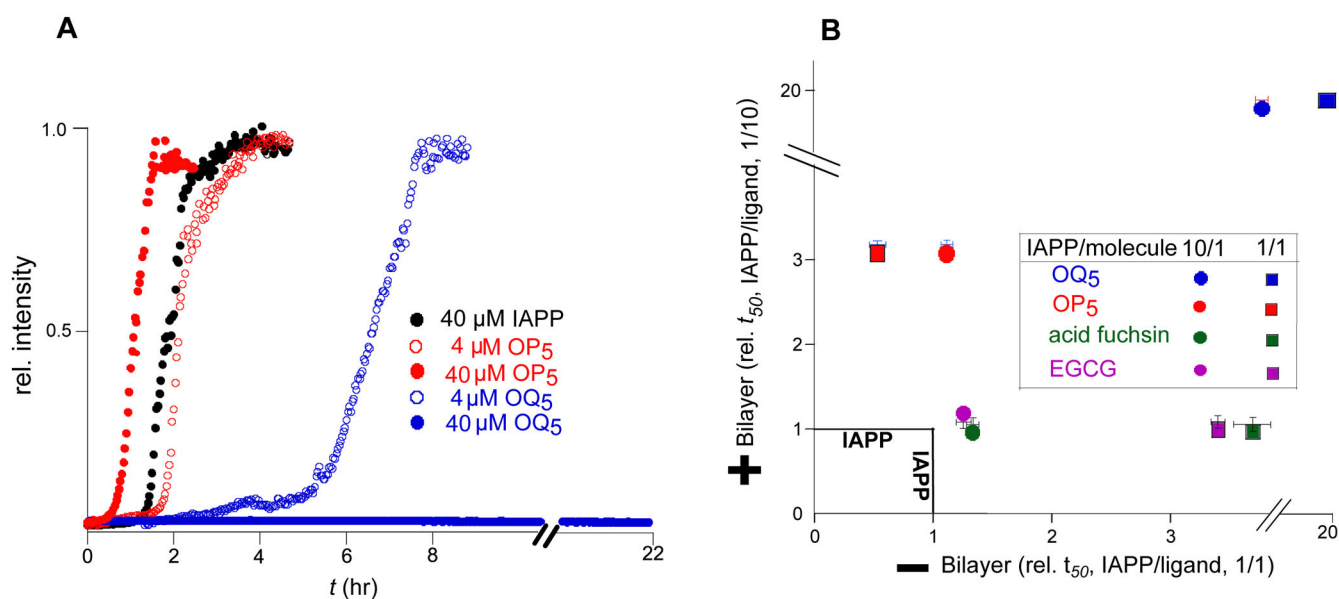 A
rel. intensity
1.0
0.5
40 µM IAPP
4 µM OP5
40 µM OP5
4 µM OQ5
40 µM OQ5
0 2 4 6 8 22
t (hr)
B
+ Bilayer (rel. t50, IAPP/ligand, 1/10)
20
3
2
1
0
IAPP
IAPP
IAPP/molecule 10/1 1/1
OQ5
OP5
acid fuchsin
EGCG
0 1 2 3 20
− Bilayer (rel. t50, IAPP/ligand, 1/1)